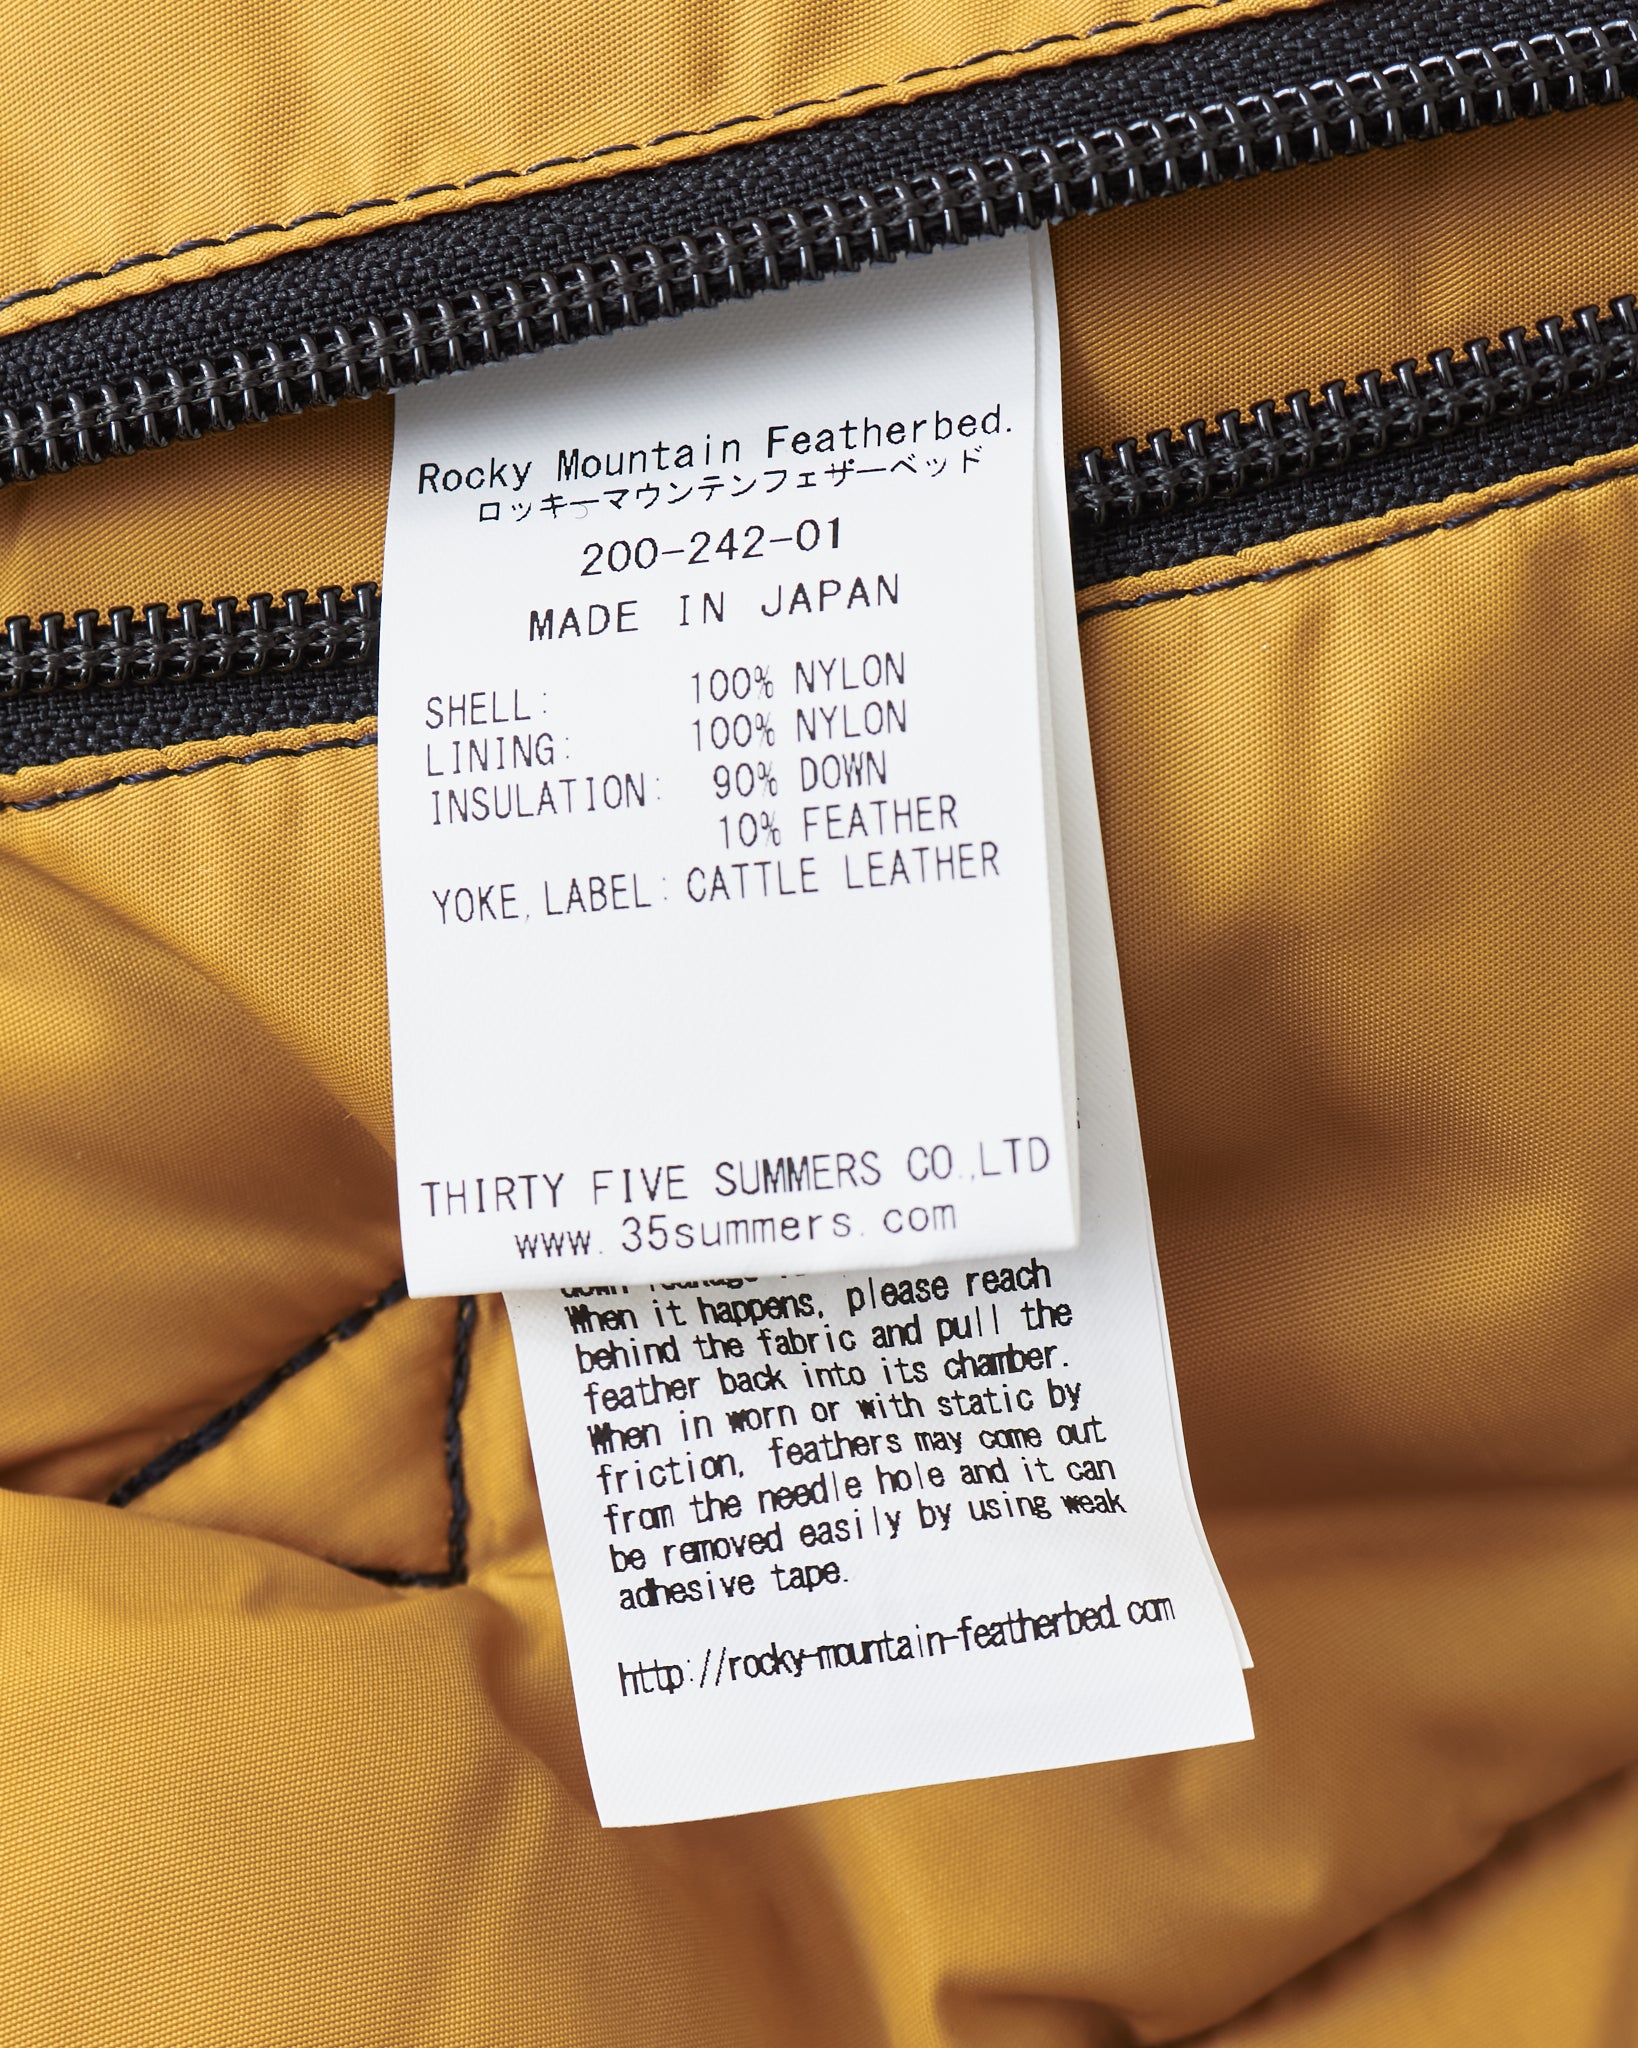 Rocky Mountain Featherbed.
ロッキーマウンテンフェザーベッド
200-242-01
MADE IN JAPAN
SHELL: 100% NYLON
LINING: 100% NYLON
INSULATION: 90% DOWN
10% FEATHER
YOKE, LABEL: CATTLE LEATHER
THIRTY FIVE SUMMERS CO.,LTD
www.35summers.com
When it happens, please reach
behind the fabric and pull the
feather back into its chamber.
When in worn or with static by
friction, feathers may come out
from the needle hole and it can
be removed easily by using weak
adhesive tape.
http://rocky-mountain-featherbed.com